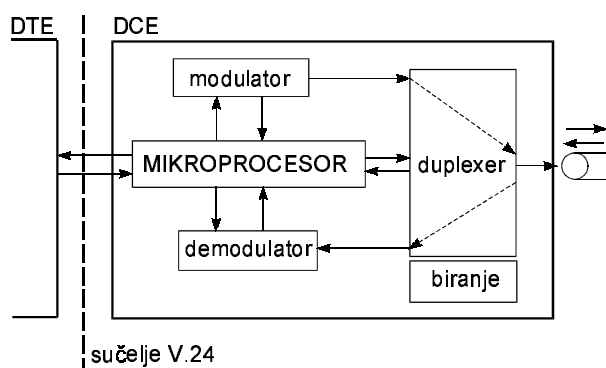 DTE
DCE
modulator
MIKROPROCESOR
duplexer
demodulator
biranje
sučelje V.24